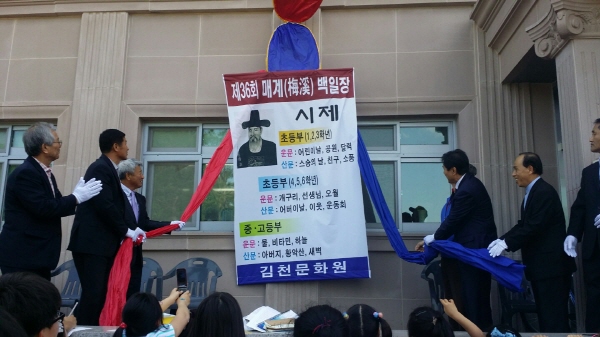 제36회 매계(梅溪) 백일장
시제
초등부 (1,2,3학년)
운문 : 어린이날, 공원, 달력
산문 : 스승의 날, 친구, 소풍
초등부 (4,5,6학년)
운문 : 개구리, 선생님, 오월
산문 : 어버이날, 이웃, 운동회
중·고등부
운문 : 물, 비타민, 하늘
산문 : 아버지, 황악산, 새벽
김천문화원